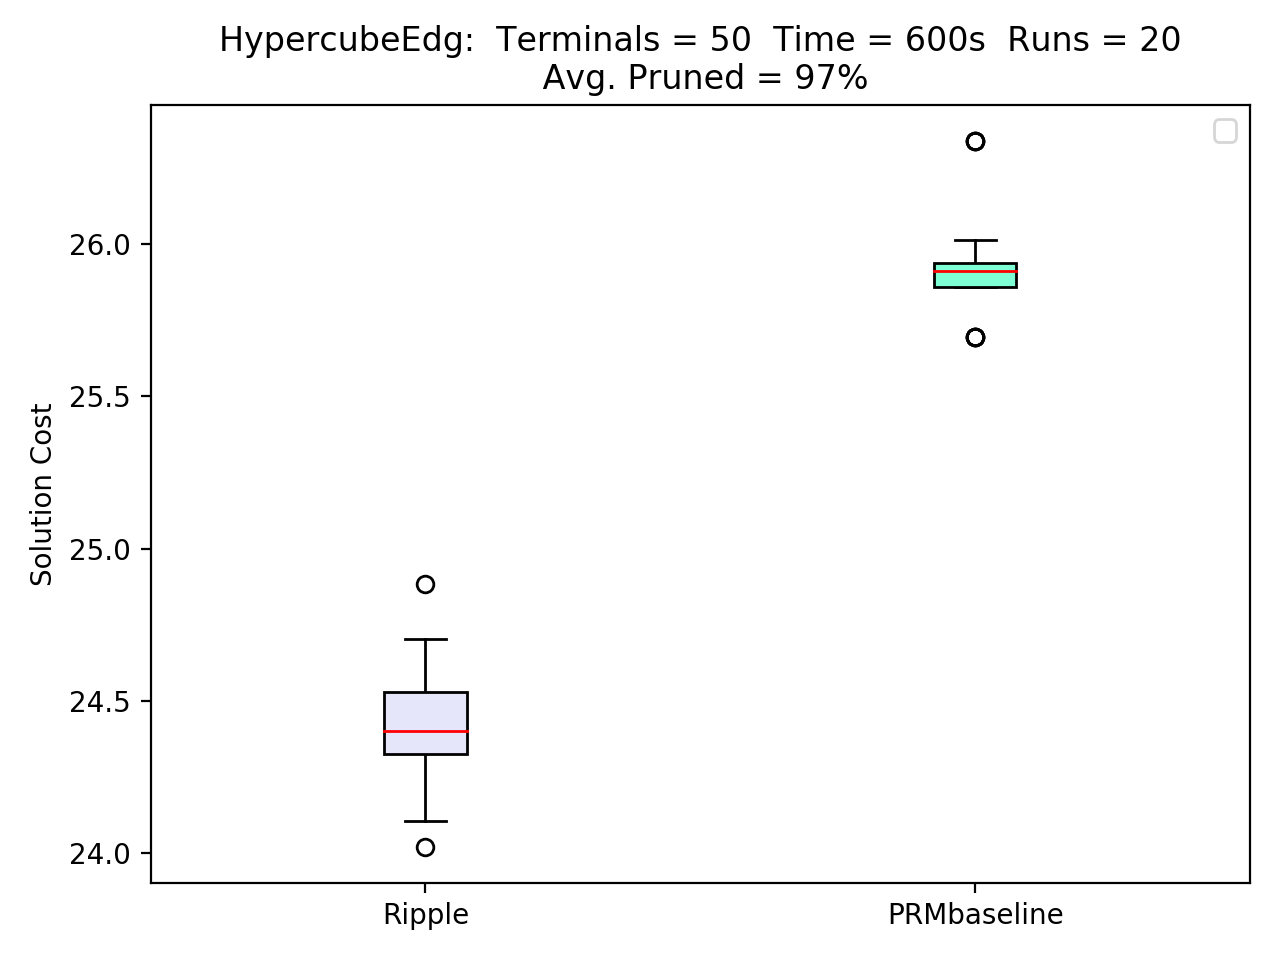 HypercubeEdg:  Terminals = 50  Time = 600s  Runs = 20
Avg. Pruned = 97%
26.0
25.5
25.0
24.5
24.0
Solution Cost
Ripple
PRMbaseline